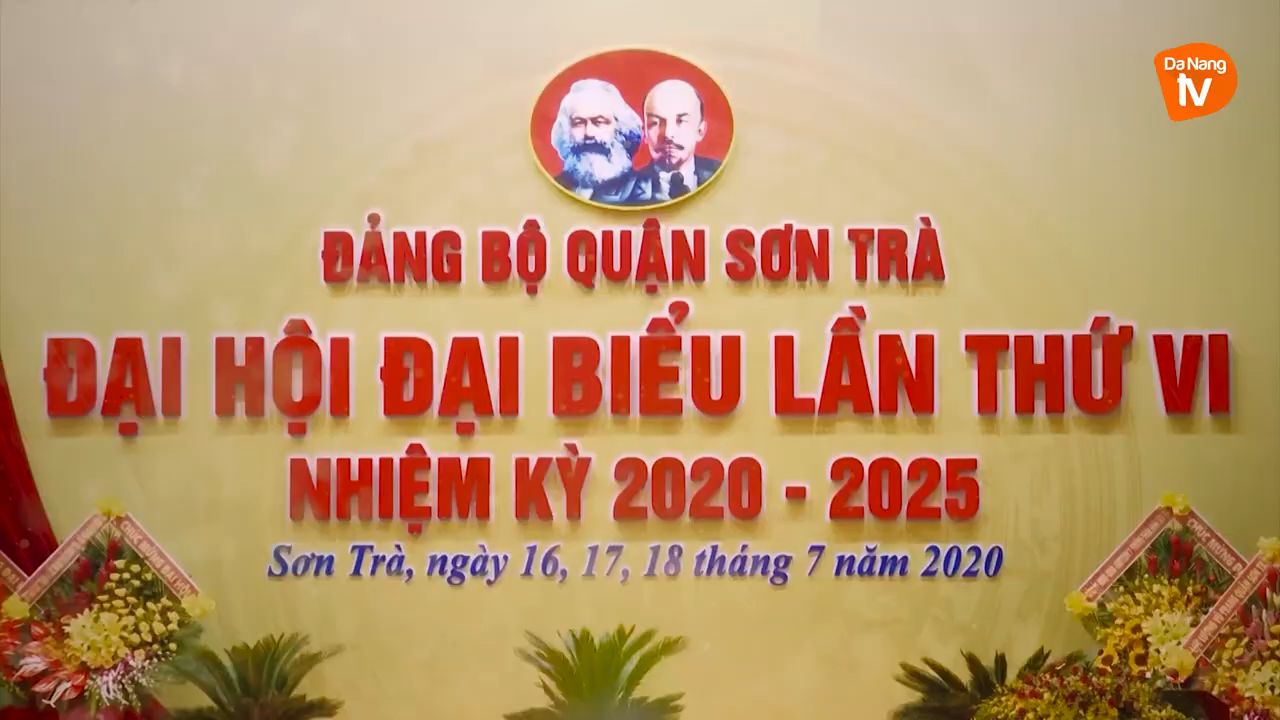 Da Nang
tv
ĐẢNG BỘ QUẬN SƠN TRÀ
ĐẠI HỘI ĐẠI BIỂU LẦN THỨ VI
NHIỆM KỲ 2020 - 2025
Sơn Trà, ngày 16, 17, 18 tháng 7 năm 2020